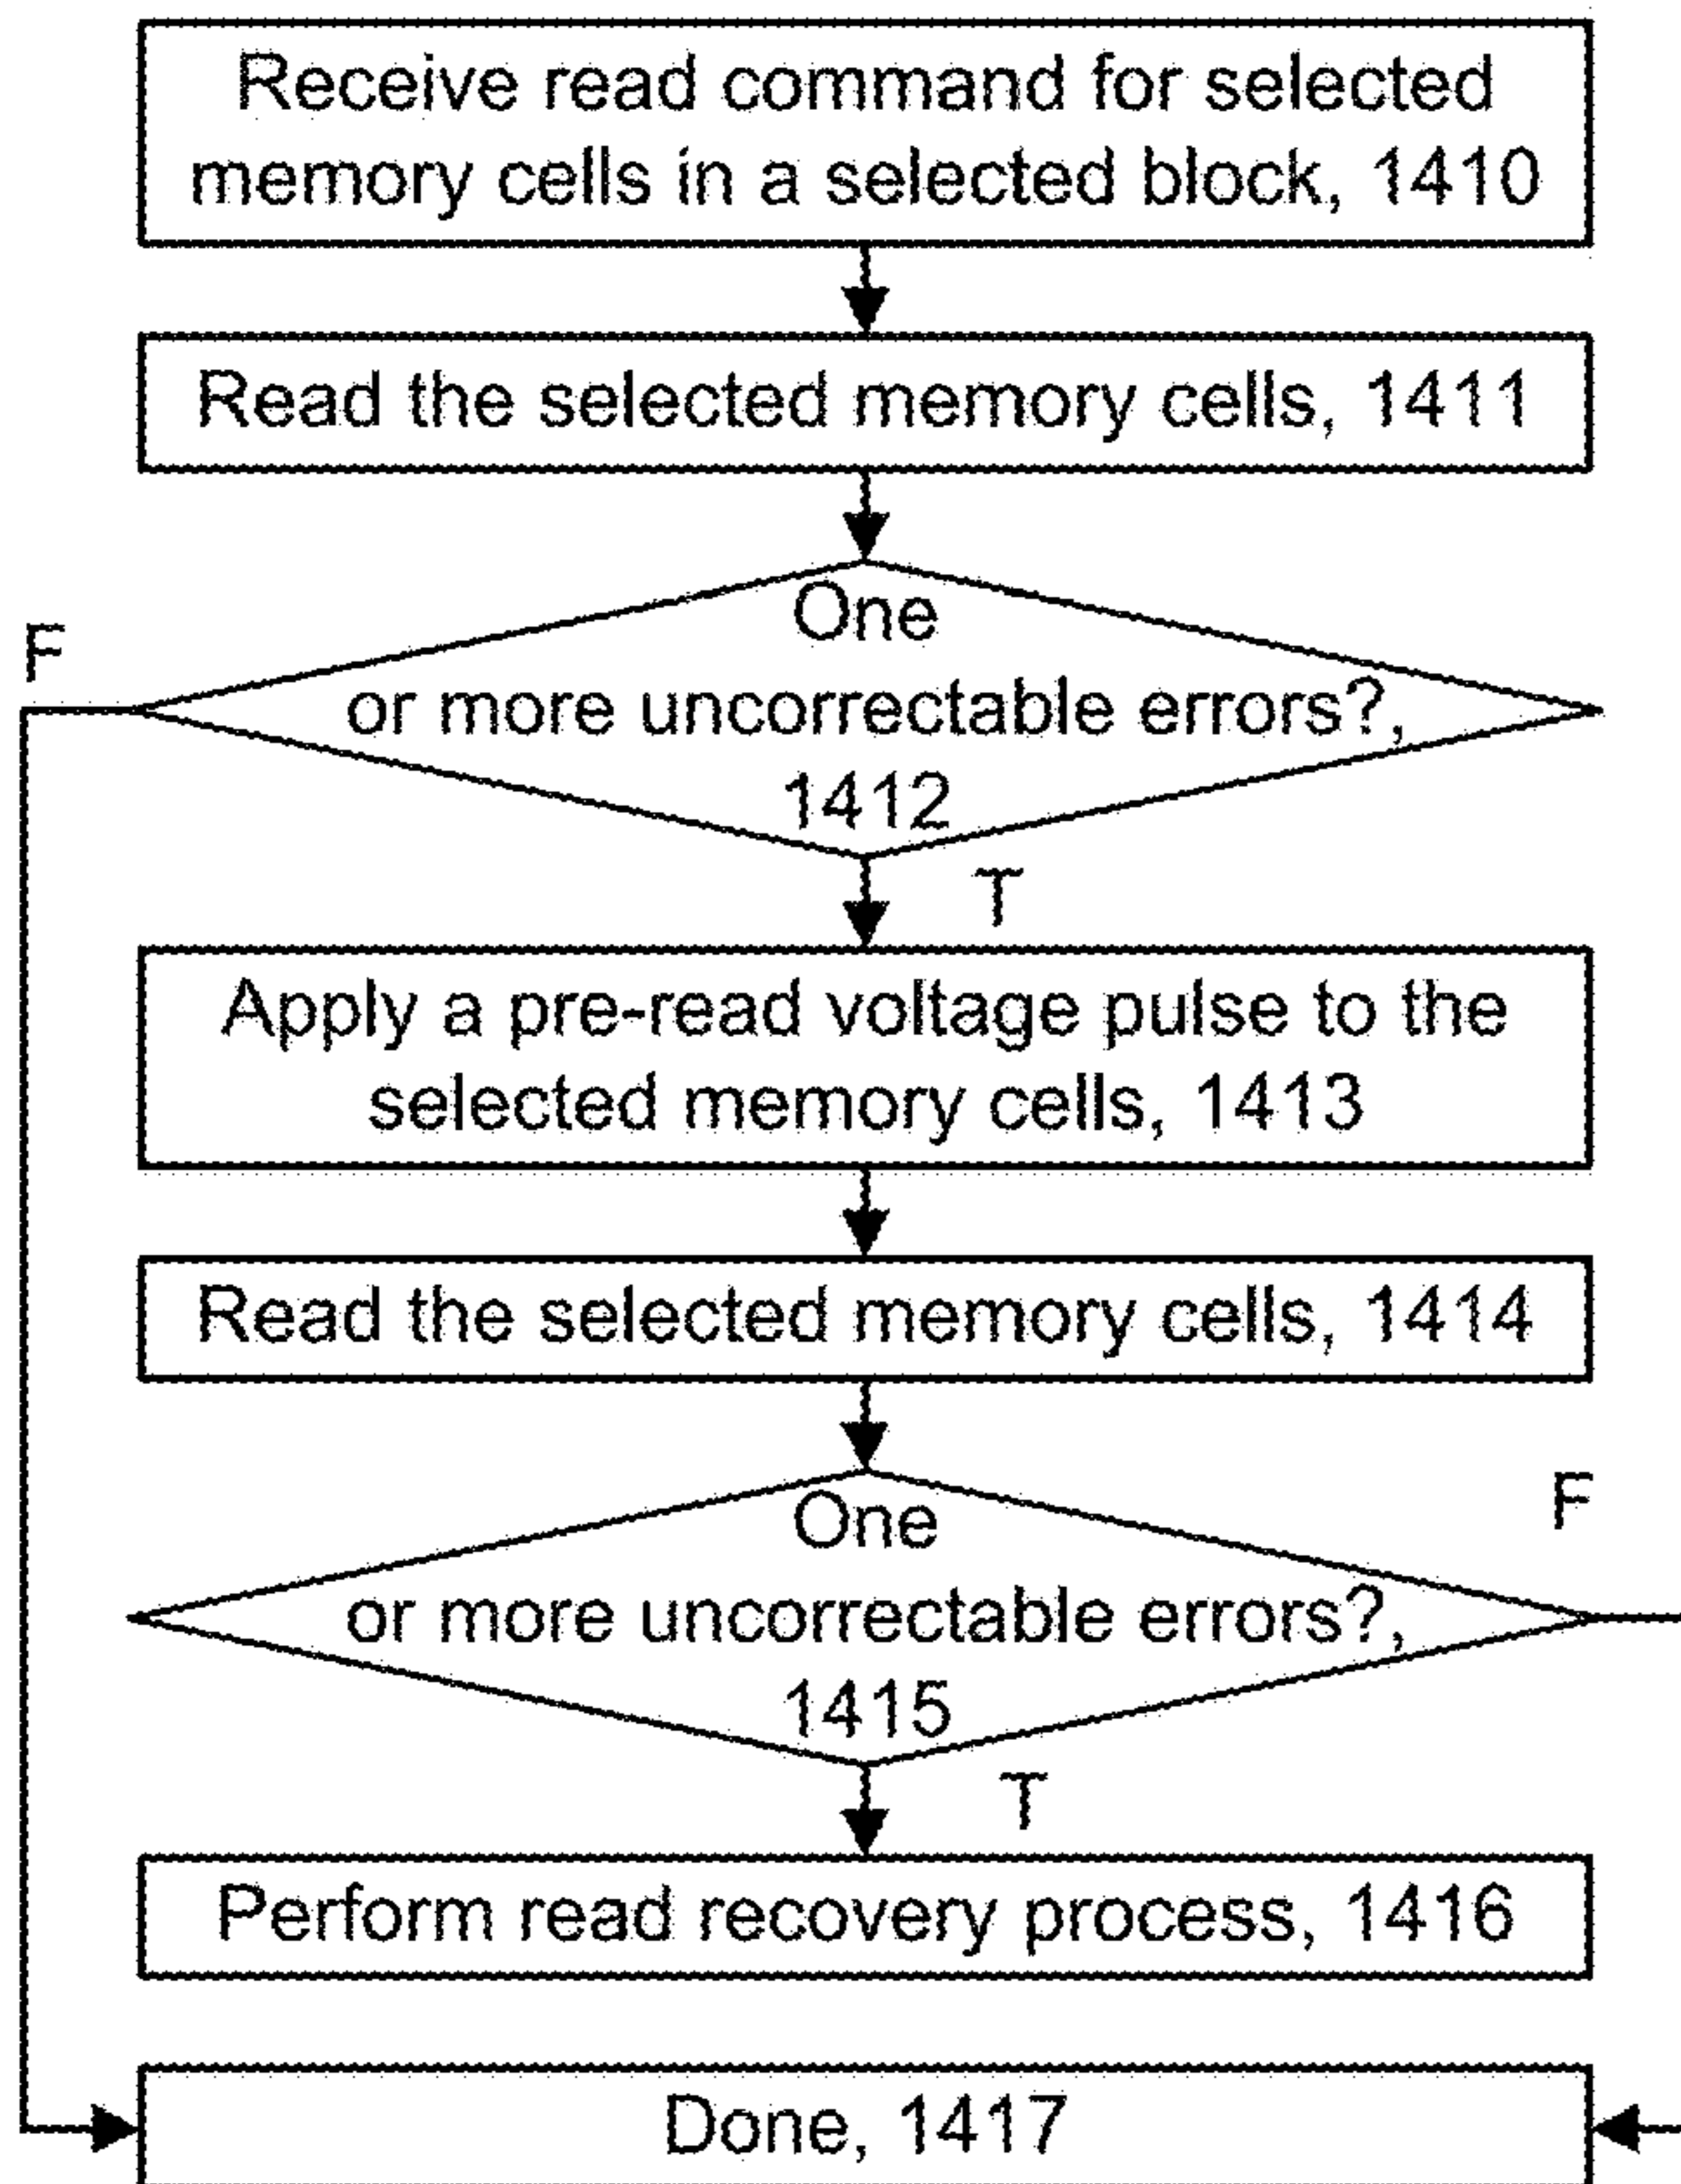 Receive read command for selected
memory cells in a selected block, 1410
Read the selected memory cells, 1411
One
or more uncorrectable errors?,
1412
F
T
Apply a pre-read voltage pulse to the
selected memory cells, 1413
Read the selected memory cells, 1414
One
or more uncorrectable errors?,
1415
F
T
Perform read recovery process, 1416
Done, 1417